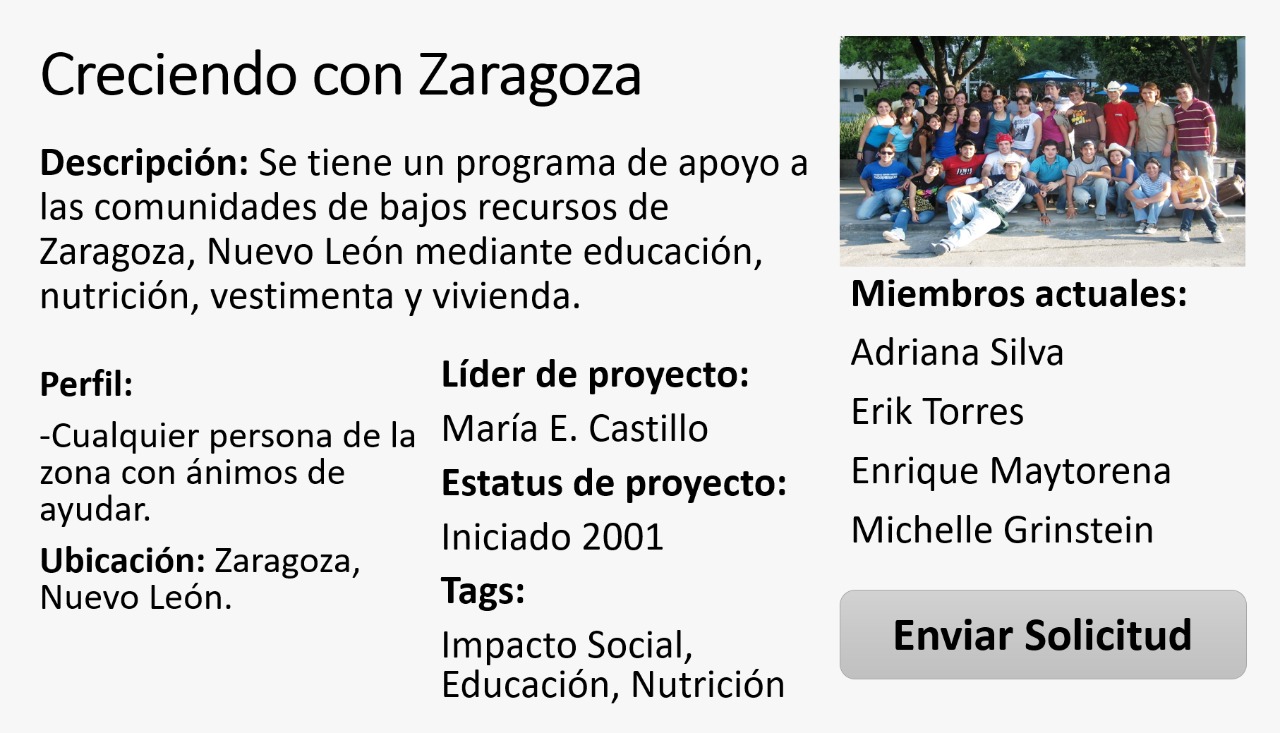 Creciendo con Zaragoza
Descripción: Se tiene un programa de apoyo a
las comunidades de bajos recursos de
Zaragoza, Nuevo León mediante educación,
nutrición, vestimenta y vivienda.
Perfil:
-Cualquier persona de la
zona con ánimos de
ayudar.
Ubicación: Zaragoza,
Nuevo León.
Líder de proyecto:
María E. Castillo
Estatus de proyecto:
Iniciado 2001
Tags:
Impacto Social,
Educación, Nutrición
Miembros actuales:
Adriana Silva
Erik Torres
Enrique Maytorena
Michelle Grinstein
Enviar Solicitud